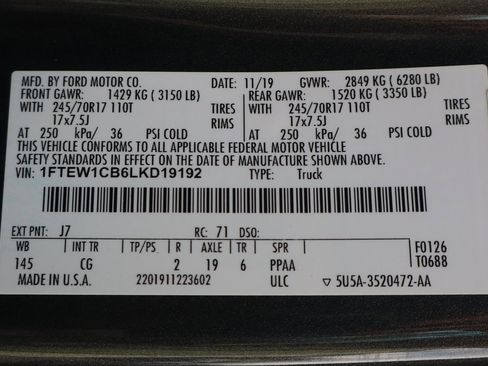 MFD. BY FORD MOTOR CO. DATE: 11/19 GVWR: 2849 KG ( 6280 LB)
FRONT GAWR: 1429 KG ( 3150 LB) REAR GAWR: 1520 KG ( 3350 LB)
WITH 245/70R17 110T TIRES WITH 245/70R17 110T TIRES
17x7.5J RIMS 17x7.5J RIMS
AT 250 kPa/ 36 PSI COLD AT 250 kPa/ 36 PSI COLD
THIS VEHICLE CONFORMS TO ALL APPLICABLE FEDERAL MOTOR VEHICLE
SAFETY STANDARDS IN EFFECT ON THE DATE OF MANUFACTURE SHOWN ABOVE.
VIN: 1FTEW1CB6LKD19192 TYPE: Truck
EXT PNT: J7 RC: 71 DSO:
WB INT TR TP/PS R AXLE TR SPR F0126
145 CG 2 19 6 PPAA T0688
MADE IN U.S.A. 2201911223602 ULC ▽ 5U5A-3520472-AA